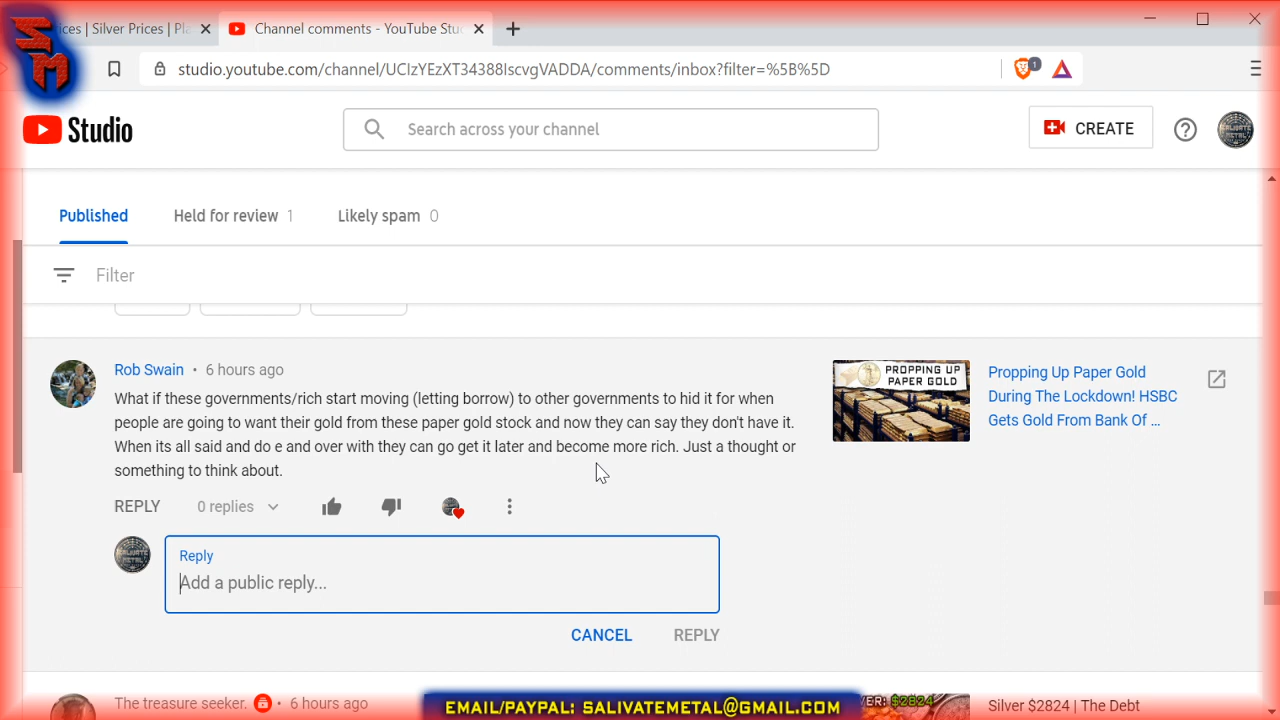 SM
ices | Silver Prices | Pla
Channel comments - YouTube Stu
studio.youtube.com/channel/UCIzYEzXT34388IscvgVADDA/comments/inbox?filter=%5B%5D
1
Studio
Search across your channel
CREATE
Published
Held for review 1
Likely spam 0
Filter
Rob Swain • 6 hours ago
What if these governments/rich start moving (letting borrow) to other governments to hid it for when
people are going to want their gold from these paper gold stock and now they can say they don't have it.
When its all said and do e and over with they can go get it later and become more rich. Just a thought or
something to think about.
PROPPING UP
PAPER GOLD
Propping Up Paper Gold
During The Lockdown! HSBC
Gets Gold From Bank Of ...
REPLY
0 replies
Reply
Add a public reply...
CANCEL
REPLY
The treasure seeker. • 6 hours ago
$2824
Silver $2824 | The Debt
EMAIL/PAYPAL: SALIVATEMETAL@GMAIL.COM